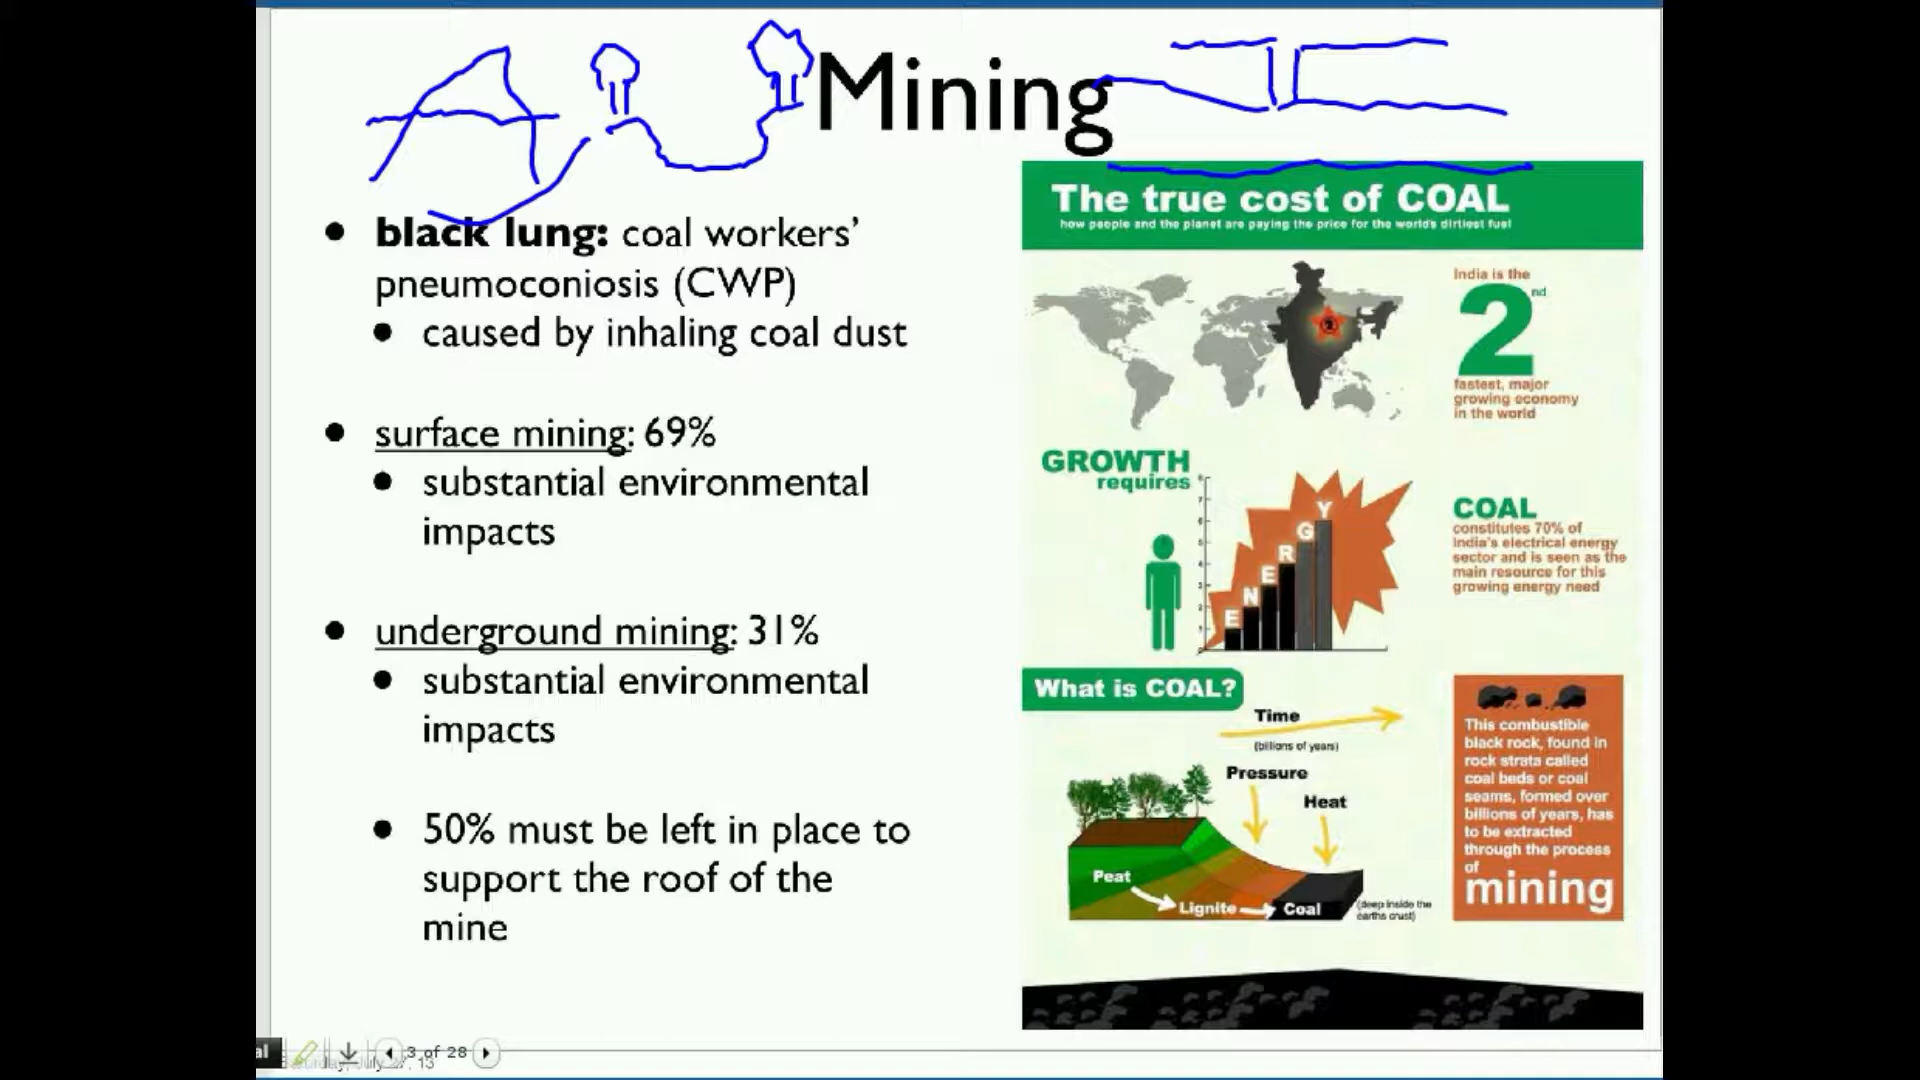 Mining
• black lung: coal workers’
pneumoconiosis (CWP)
• caused by inhaling coal dust
• surface mining: 69%
• substantial environmental
impacts
• underground mining: 31%
• substantial environmental
impacts
• 50% must be left in place to
support the roof of the
mine
The true cost of COAL
how people and the planet are paying the price for the world's dirtiest fuel
India is the
2nd
fastest, major
growing economy
in the world
GROWTH
requires
ENERGY
COAL
constitutes 70% of
India's electrical energy
sector and is seen as the
main resource for this
growing energy need
What is COAL?
Time
(billions of years)
Pressure
Heat
Peat
Lignite
Coal
(deep inside the
earths crust)
This combustible
black rock, found in
rock strata called
coal beds or coal
seams, formed over
billions of years, has
to be extracted
through the process
of
mining
3 of 28